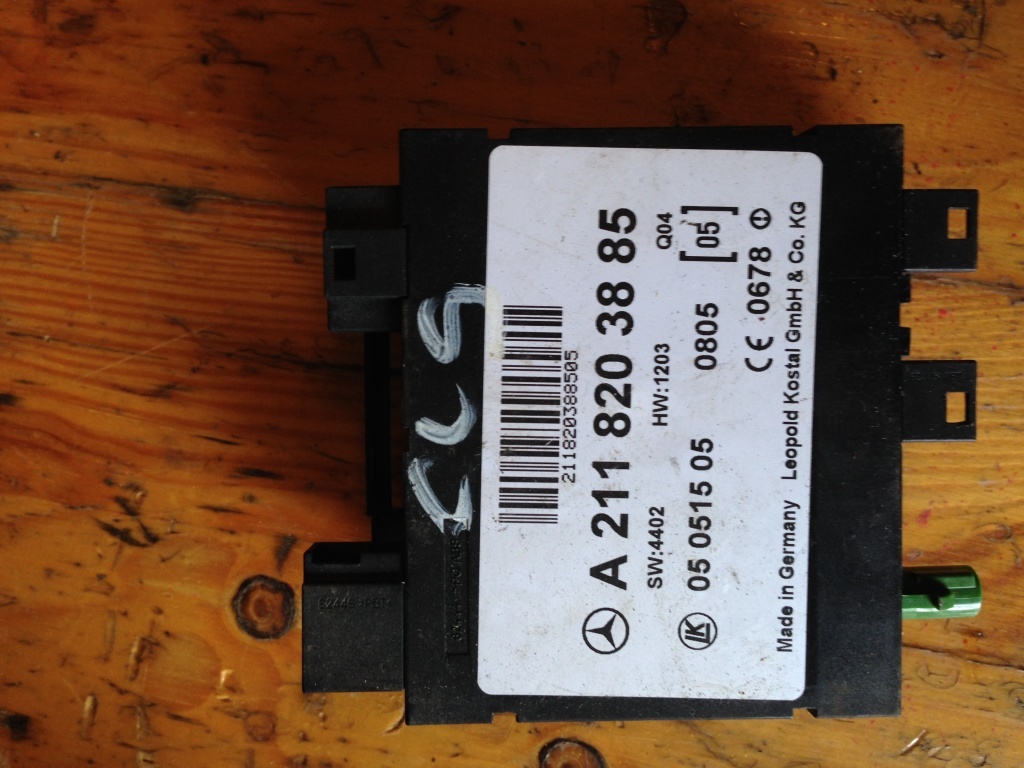 CLS
211820388505
A 211 820 38 85
SW:4402 HW:1203 Q04
LK 05 0515 05 0805 [05]
CE 0678
Made in Germany Leopold Kostal GmbH & Co. KG